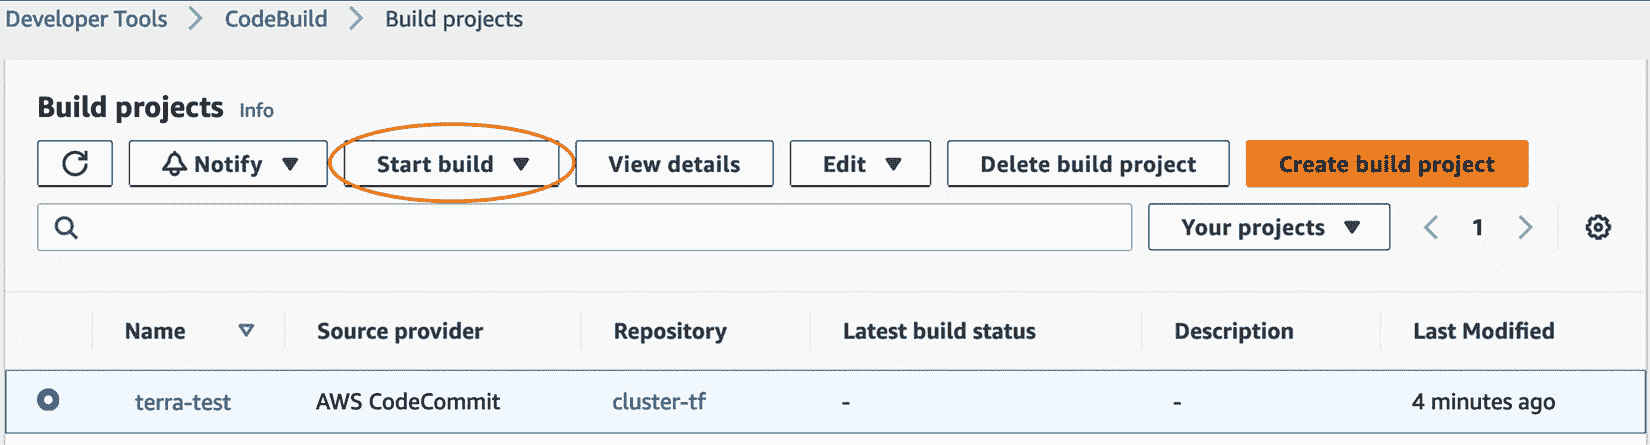 Developer Tools > CodeBuild > Build projects
Build projects Info
Notify Start build View details Edit Delete build project Create build project
Your projects 1
Name Source provider Repository Latest build status Description Last Modified
terra-test AWS CodeCommit cluster-tf - - 4 minutes ago